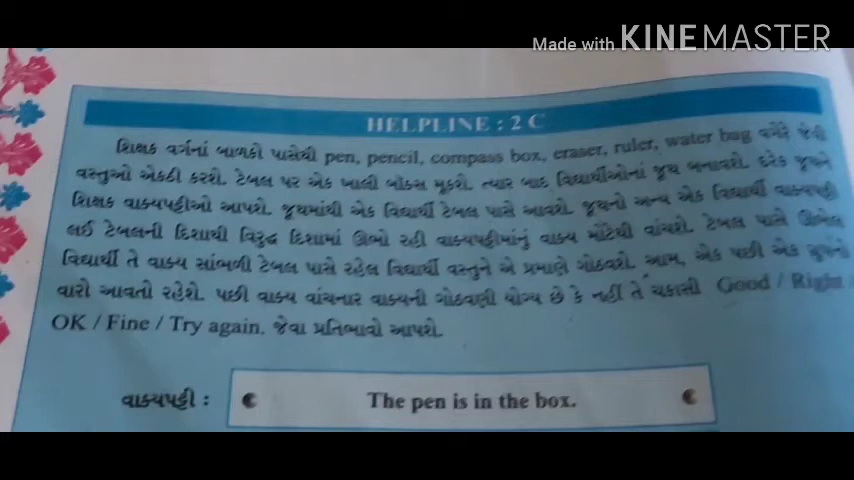 Made with KINEMASTER
HELPLINE : 2 C
શિક્ષક વર્ગનાં બાળકો પાસેથી pen, pencil, compass box, eraser, ruler, water bag વગેરે જેવી
વસ્તુઓ એકઠી કરશે. ટેબલ પર એક ખાલી બૉક્સ મૂકશે. ત્યાર બાદ વિદ્યાર્થીઓનાં જૂથ બનાવશે. દરેક જૂથને
શિક્ષક વાક્યપટ્ટીઓ આપશે. જૂથમાંથી એક વિદ્યાર્થી ટેબલ પાસે આવશે. જૂથનો અન્ય એક વિદ્યાર્થી વાક્યપટ્ટી
લઈ ટેબલની દિશાથી વિરુદ્ધ દિશામાં ઊભો રહી વાક્યપટ્ટીમાંનું વાક્ય મોટેથી વાંચશે. ટેબલ પાસે ઊભેલ
વિદ્યાર્થી તે વાક્ય સાંભળી ટેબલ પાસે રહેલ વિદ્યાર્થી વસ્તુને એ પ્રમાણે ગોઠવશે. આમ, એક પછી એક ગ્રુપનો
વારો આવતો રહેશે. પછી વાક્ય વાંચનાર વાક્યની ગોઠવણી યોગ્ય છે કે નહીં તે ચકાસી Good / Right /
OK / Fine / Try again. જેવા પ્રતિભાવો આપશે.
વાક્યપટ્ટી : The pen is in the box.